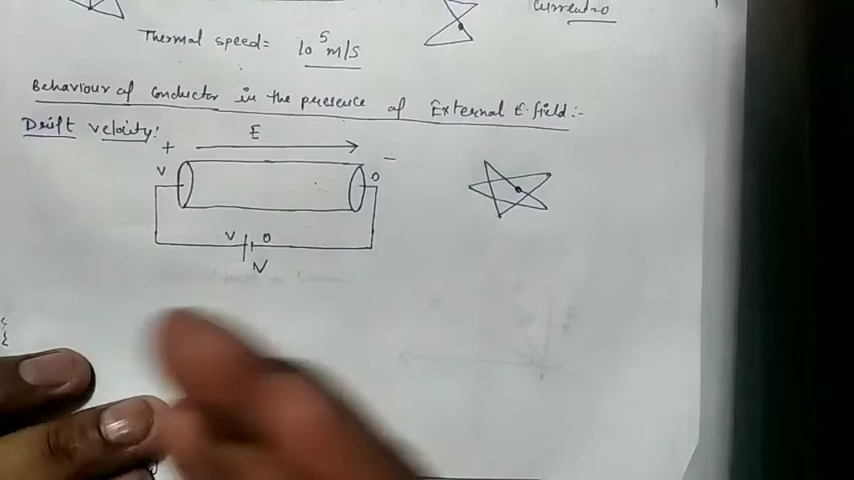 Current=0
Thermal speed= 10^5 m/s
Behaviour of conductor in the presence of External E field:-
Drift velocity:
E
+
-
V
0
V 0
V